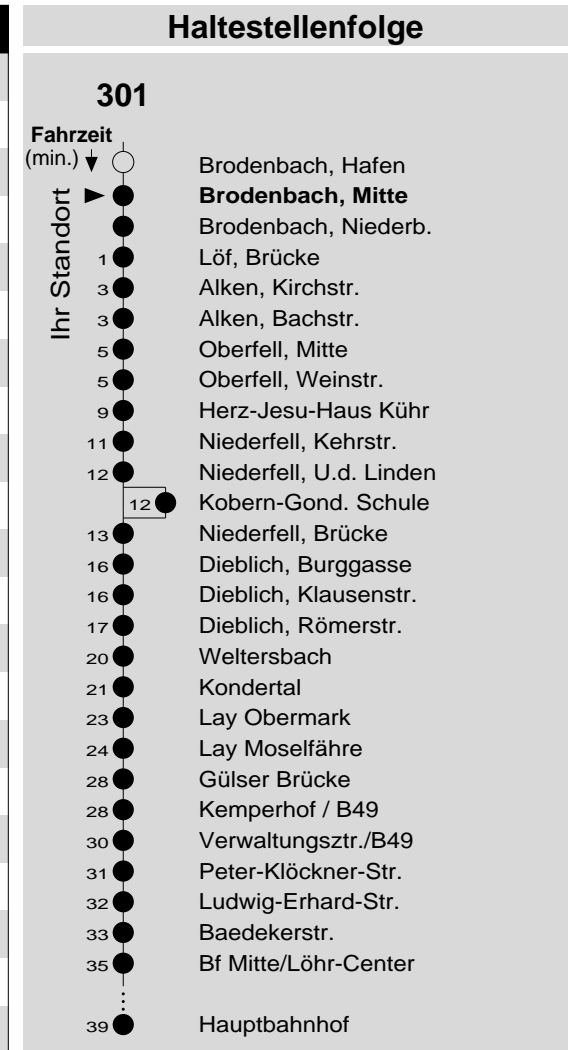 Haltestellenfolge
301
Fahrzeit
(min.)
Ihr Standort
Brodenbach, Hafen
Brodenbach, Mitte
Brodenbach, Niederb.
1 Löf, Brücke
3 Alken, Kirchstr.
3 Alken, Bachstr.
5 Oberfell, Mitte
5 Oberfell, Weinstr.
9 Herz-Jesu-Haus Kühr
11 Niederfell, Kehrstr.
12 Niederfell, U.d. Linden
12 Kobern-Gond. Schule
13 Niederfell, Brücke
16 Dieblich, Burggasse
16 Dieblich, Klausenstr.
17 Dieblich, Römerstr.
20 Weltersbach
21 Kondertal
23 Lay Obermark
24 Lay Moselfähre
28 Gülser Brücke
28 Kemperhof / B49
30 Verwaltungsztr./B49
31 Peter-Klöckner-Str.
32 Ludwig-Erhard-Str.
33 Baedekerstr.
35 Bf Mitte/Löhr-Center
39 Hauptbahnhof